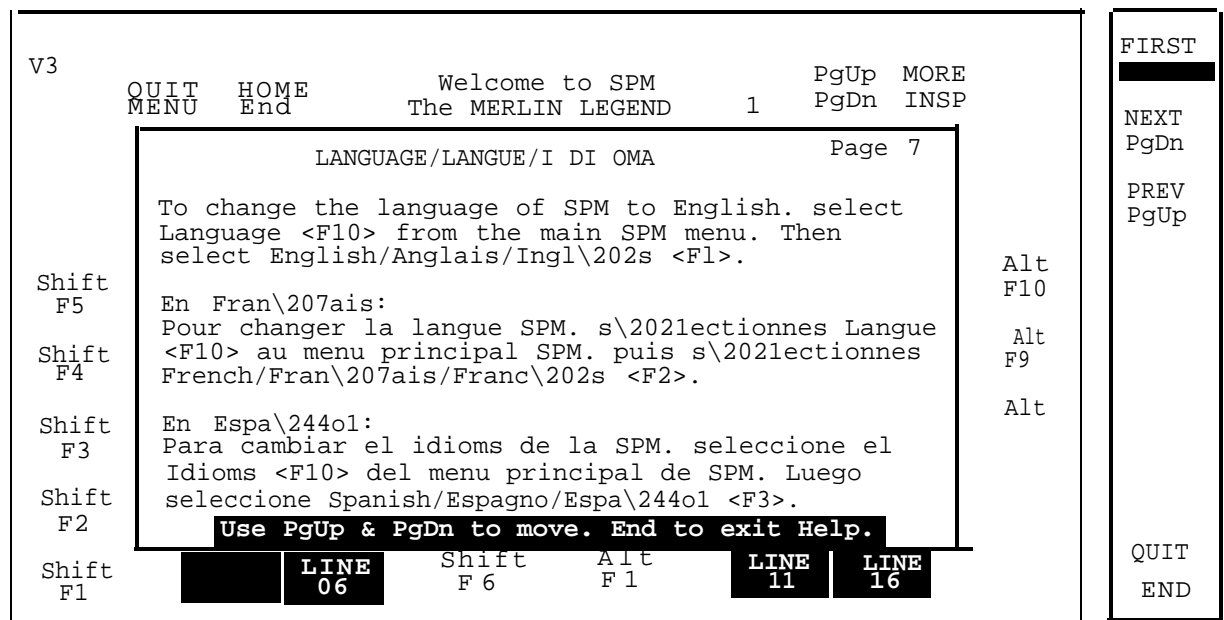 V3
QUIT HOME Welcome to SPM PgUp MORE
MENU End The MERLIN LEGEND 1 PgDn INSP
LANGUAGE/LANGUE/I DI OMA Page 7
To change the language of SPM to English. select
Language <F10> from the main SPM menu. Then
select English/Anglais/Ingl\202s <Fl>.
En Fran\207ais:
Pour changer la langue SPM. s\2021ectionnes Langue
<F10> au menu principal SPM. puis s\2021ectionnes
French/Fran\207ais/Franc\202s <F2>.
En Espa\244o1:
Para cambiar el idioms de la SPM. seleccione el
Idioms <F10> del menu principal de SPM. Luego
seleccione Spanish/Espagno/Espa\244o1 <F3>.
Use PgUp & PgDn to move. End to exit Help.
Shift
F5
Shift
F4
Shift
F3
Shift
F2
Shift
F1
LINE
06
Shift
F 6
Alt
F 1
LINE
11
LINE
16
Alt
F10
Alt
F9
Alt
FIRST
NEXT
PgDn
PREV
PgUp
QUIT
END